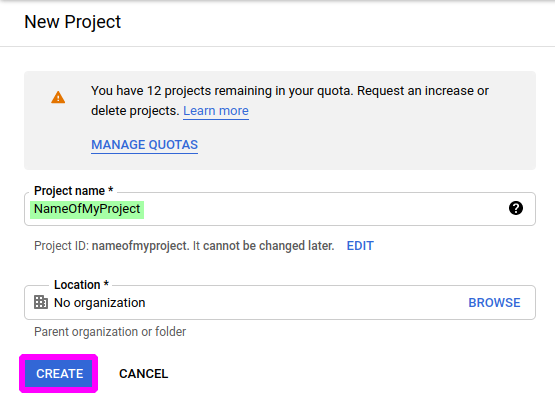 New Project
You have 12 projects remaining in your quota. Request an increase or
delete projects. Learn more
MANAGE QUOTAS
Project name *
NameOfMyProject
Project ID: nameofmyproject. It cannot be changed later. EDIT
Location *
No organization BROWSE
Parent organization or folder
CREATE CANCEL